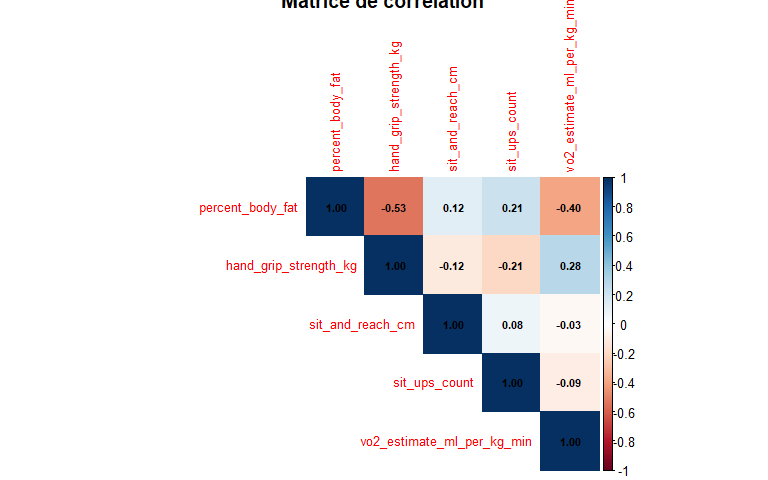 Matrice de corrélation
percent_body_fat
hand_grip_strength_kg
sit_and_reach_cm
sit_ups_count
vo2_estimate_ml_per_kg_min
percent_body_fat 1.00 -0.53 0.12 0.21 -0.40
hand_grip_strength_kg 1.00 -0.12 -0.21 0.28
sit_and_reach_cm 1.00 0.08 -0.03
sit_ups_count 1.00 -0.09
vo2_estimate_ml_per_kg_min 1.00
1
0.8
0.6
0.4
0.2
0
-0.2
-0.4
-0.6
-0.8
-1